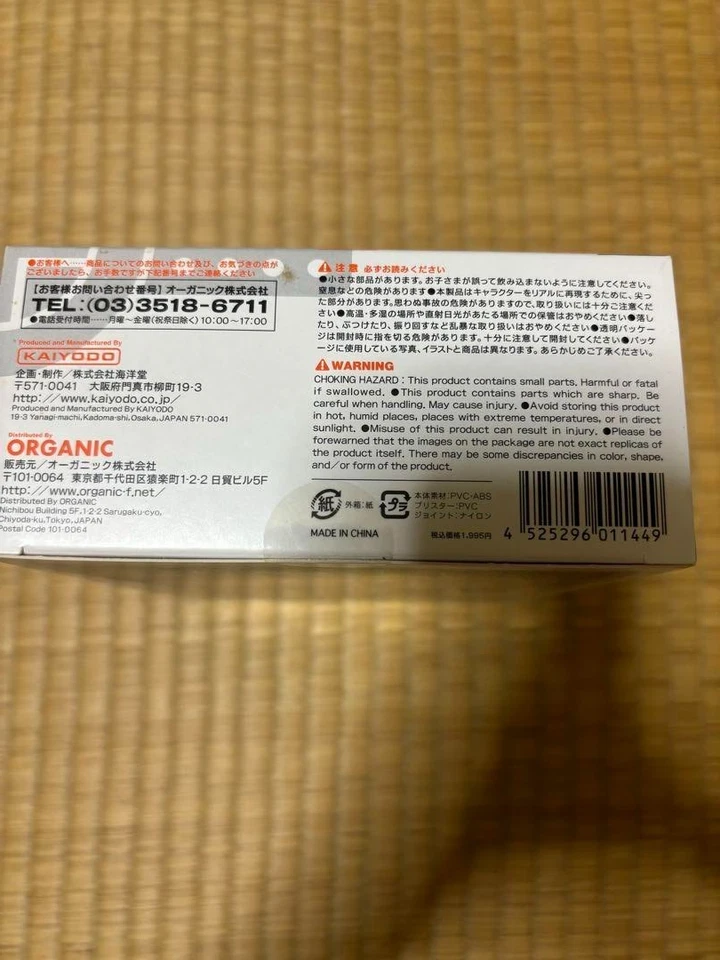 ●お客様へ……商品についてのお問い合わせ及び、お気づきの点が
ございましたら、お手数ですが下記番号までご連絡ください
【お客様お問い合わせ番号】オーガニック株式会社
TEL:(03)3518-6711
●電話受付時間……月曜〜金曜(祝祭日除く)10:00〜17:00
Produced and Manufactured By
KAIYODO
企画・制作／株式会社海洋堂
〒571-0041 大阪府門真市柳町19-3
http://www.kaiyodo.co.jp/
Produced and Manufactured By KAIYODO
19-3 Yanagi-machi,Kadoma-shi,Osaka,JAPAN 571-0041
Distributed By
ORGANIC
販売元／オーガニック株式会社
〒101-0064 東京都千代田区猿楽町1-2-2 日貿ビル5F
http://www.organic-f.net/
Distributed By ORGANIC
Nichibou Building 5F,1-2-2 Sarugaku-cyo,
Chiyoda-ku,Tokyo,JAPAN
Postal Code 101-0064
注意 必ずお読みください
●小さな部品があります。お子さまが誤って飲み込まないように注意してください。
窒息などの危険があります●本製品はキャラクターをリアルに再現するために、尖っ
た部分があります。思わぬ事故の危険がありますので、取り扱いには十分ご注意くだ
さい●高温・多湿の場所や直射日光があたる場所での保管はおやめください●落し
たり、ぶつけたり、振り回すなど乱暴な取り扱いはおやめください●透明パッケー
ジは開封時に指を切る危険があります。十分に注意して開封してください●パッケー
ジに使用している写真、イラストと商品は異なります。あらかじめご了承ください。
WARNING
CHOKING HAZARD : This product contains small parts. Harmful or fatal
if swallowed. ●This product contains parts which are sharp. Be
careful when handling. May cause injury. ●Avoid storing this product
in hot, humid places, places with extreme temperatures, or in direct
sunlight. ●Misuse of this product can result in injury. ●Please be
forewarned that the images on the package are not exact replicas of
the product itself. There may be some discrepancies in color, shape,
and/or form of the product.
紙 外箱:紙 プラ 本体素材:PVC・ABS
ブリスター:PVC
ジョイント:ナイロン
MADE IN CHINA 税込価格1,995円 4 525296 011449